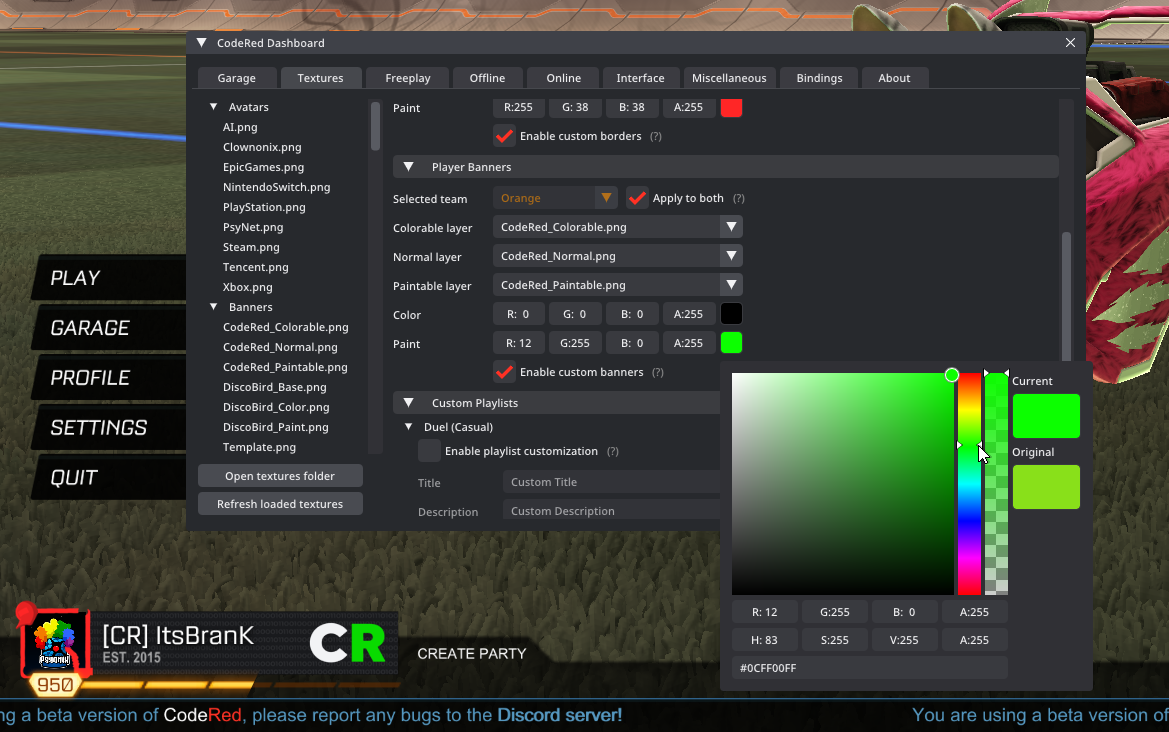 CodeRed Dashboard
Garage Textures Freeplay Offline Online Interface Miscellaneous Bindings About
Avatars
AI.png
Clownonix.png
EpicGames.png
NintendoSwitch.png
PlayStation.png
PsyNet.png
Steam.png
Tencent.png
Xbox.png
Banners
CodeRed_Colorable.png
CodeRed_Normal.png
CodeRed_Paintable.png
DiscoBird_Base.png
DiscoBird_Color.png
DiscoBird_Paint.png
Template.png
Open textures folder
Refresh loaded textures
Paint R:255 G: 38 B: 38 A:255
Enable custom borders (?)
Player Banners
Selected team Orange Apply to both (?)
Colorable layer CodeRed_Colorable.png
Normal layer CodeRed_Normal.png
Paintable layer CodeRed_Paintable.png
Color R: 0 G: 0 B: 0 A:255
Paint R: 12 G:255 B: 0 A:255
Enable custom banners (?)
Custom Playlists
Duel (Casual)
Enable playlist customization (?)
Title Custom Title
Description Custom Description
Current
Original
R: 12 G:255 B: 0 A:255
H: 83 S:255 V:255 A:255
#0CFF00FF
PLAY
GARAGE
PROFILE
SETTINGS
QUIT
[CR] ItsBranK
EST. 2015
CR
950
CREATE PARTY
ng a beta version of CodeRed, please report any bugs to the Discord server!
You are using a beta version of